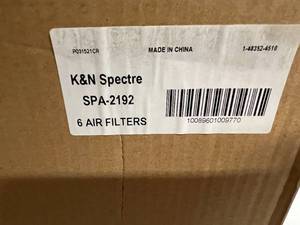 P031521CR MADE IN CHINA 1-48352-4510
K&N Spectre
SPA-2192
6 AIR FILTERS
10089601009770